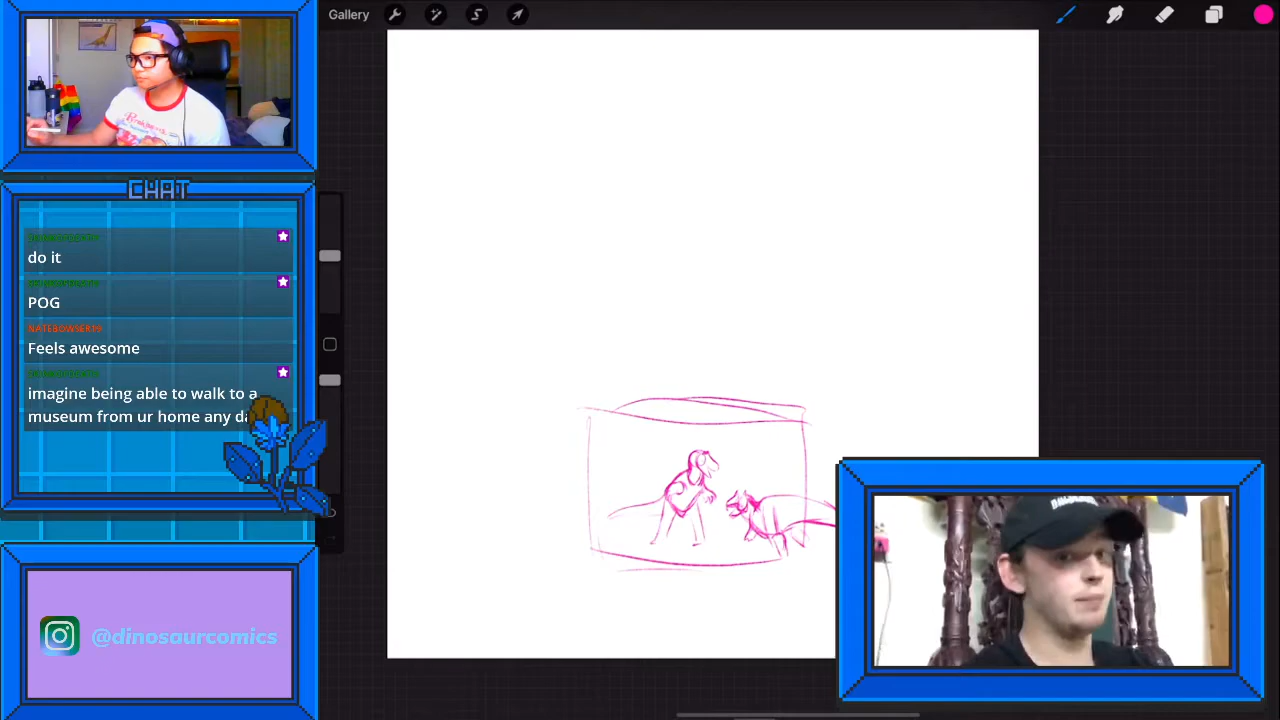 Gallery
CHAT
do it
POG
NATEBOWSER19
Feels awesome
imagine being able to walk to a
museum from ur home any
@dinosaurcomics